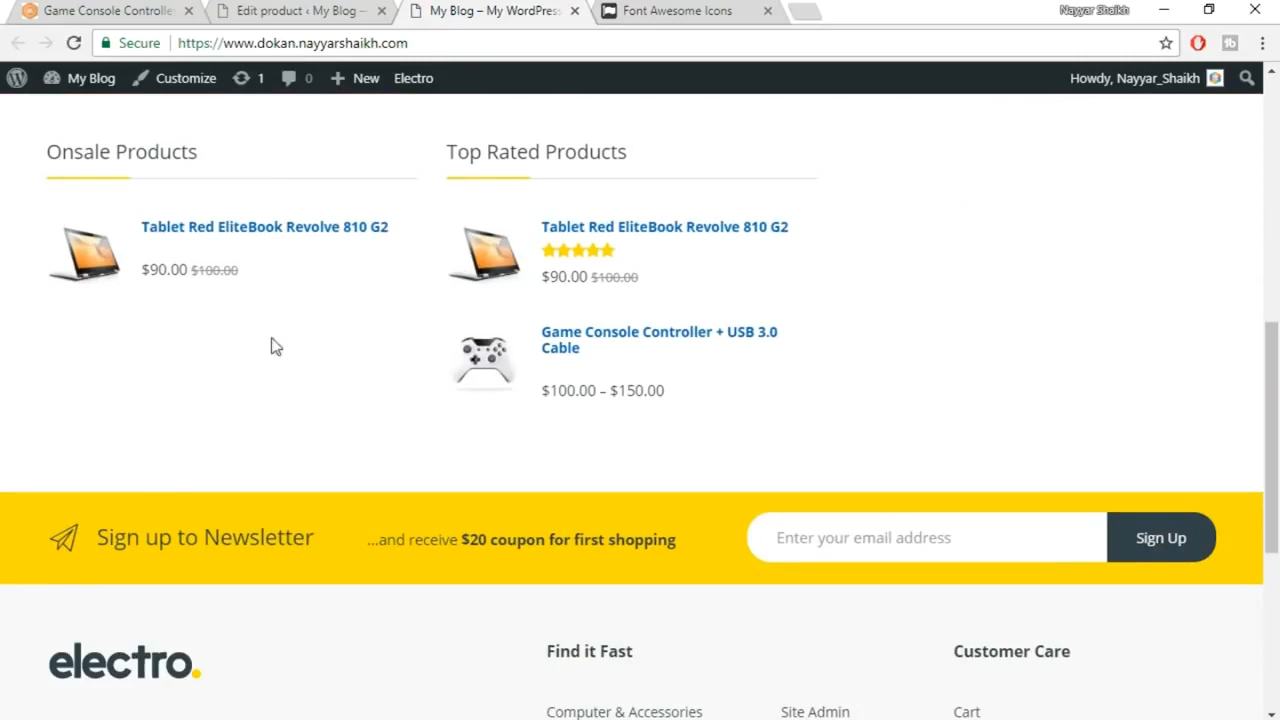 Game Console Controlle
Edit product ‹ My Blog –
My Blog – My WordPress
Font Awesome Icons
Nayyar Shaikh
Secure
https://www.dokan.nayyarshaikh.com
My Blog
Customize
1
0
New
Electro
Howdy, Nayyar_Shaikh
Onsale Products
Top Rated Products
Tablet Red EliteBook Revolve 810 G2
$90.00 $100.00
Tablet Red EliteBook Revolve 810 G2
$90.00 $100.00
Game Console Controller + USB 3.0
Cable
$100.00 – $150.00
Sign up to Newsletter
...and receive $20 coupon for first shopping
Enter your email address
Sign Up
electro.
Find it Fast
Customer Care
Computer & Accessories
Site Admin
Cart